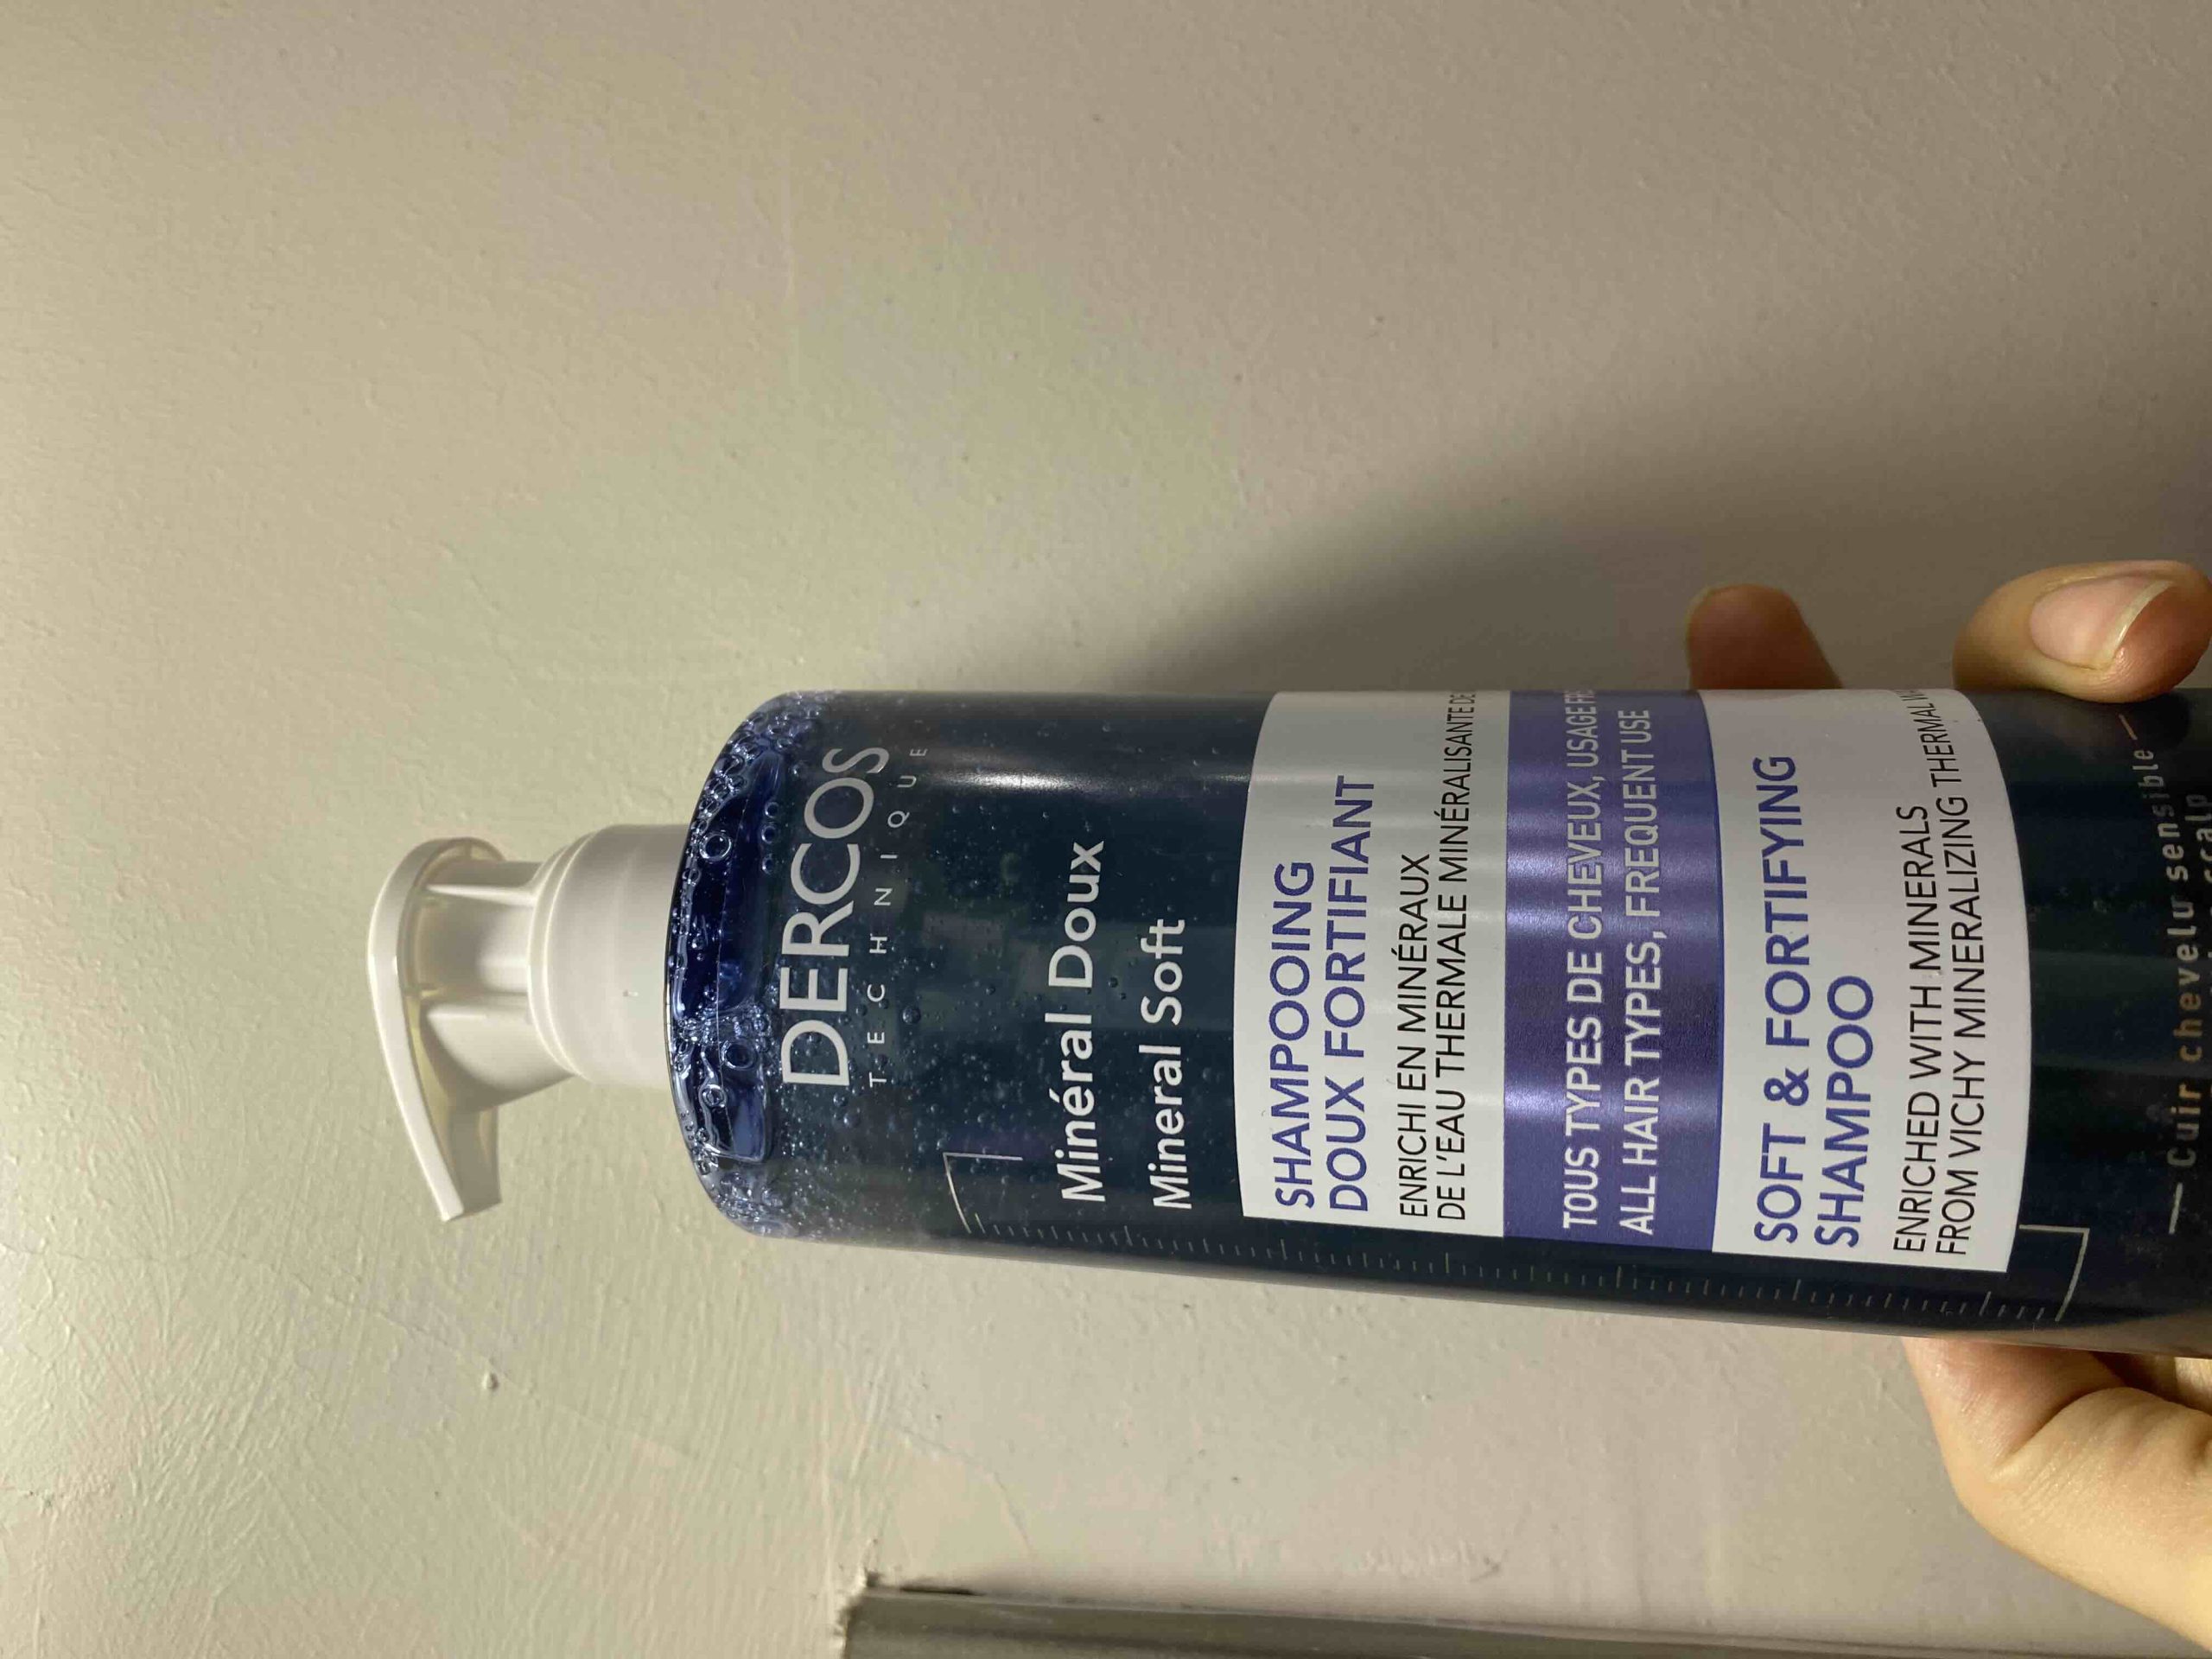 DERCOS
TECHNIQUE
Minéral Doux
Mineral Soft
SHAMPOOING
DOUX FORTIFIANT
ENRICHI EN MINÉRAUX
DE L'EAU THERMALE MINÉRALISANTE DE
TOUS TYPES DE CHEVEUX, USAGE
ALL HAIR TYPES, FREQUENT USE
SOFT & FORTIFYING
SHAMPOO
ENRICHED WITH MINERALS
FROM VICHY MINERALIZING THERMAL
— Cuir chevelu sensible —
scalp